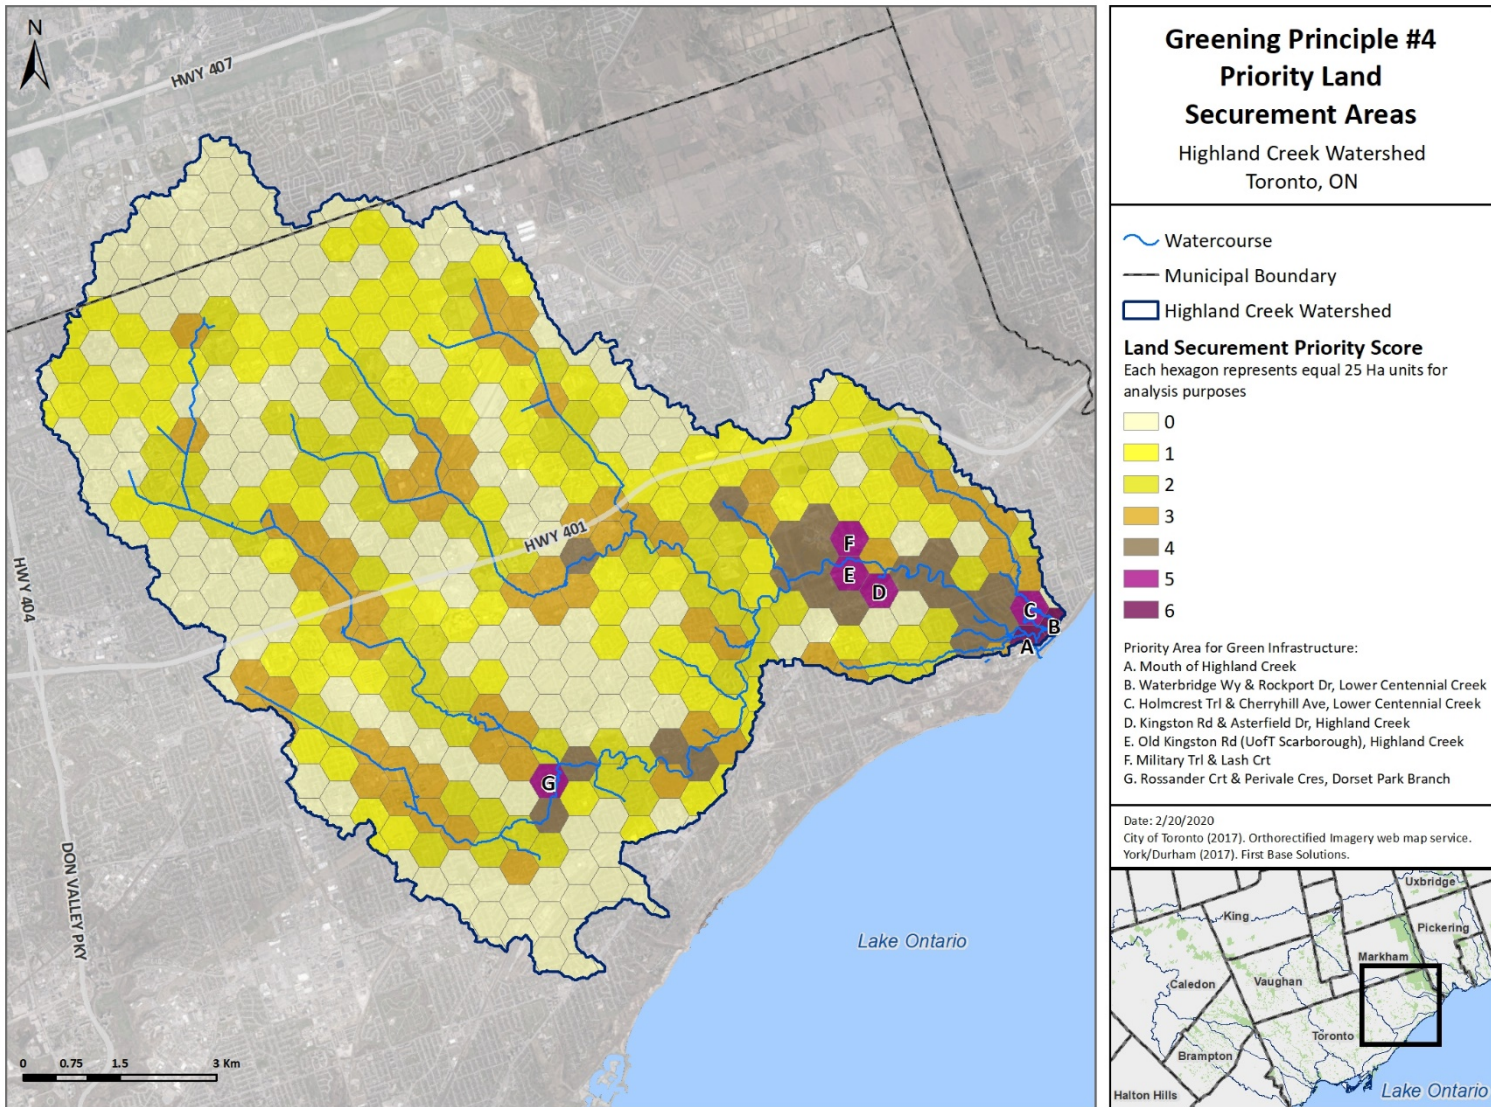 N
HWY 407
HWY 401
HWY 404
DON VALLEY PKY
F
E
D
C
B
A
G
Lake Ontario
0 0.75 1.5 3 Km
Greening Principle #4
Priority Land
Securement Areas
Highland Creek Watershed
Toronto, ON
Watercourse
Municipal Boundary
Highland Creek Watershed
Land Securement Priority Score
Each hexagon represents equal 25 Ha units for
analysis purposes
0
1
2
3
4
5
6
Priority Area for Green Infrastructure:
A. Mouth of Highland Creek
B. Waterbridge Wy & Rockport Dr, Lower Centennial Creek
C. Holmcrest Trl & Cherryhill Ave, Lower Centennial Creek
D. Kingston Rd & Asterfield Dr, Highland Creek
E. Old Kingston Rd (UofT Scarborough), Highland Creek
F. Military Trl & Lash Crt
G. Rossander Crt & Perivale Cres, Dorset Park Branch
Date: 2/20/2020
City of Toronto (2017). Orthorectified Imagery web map service.
York/Durham (2017). First Base Solutions.
Uxbridge
King
Pickering
Markham
Caledon
Vaughan
Toronto
Brampton
Halton Hills
Lake Ontario